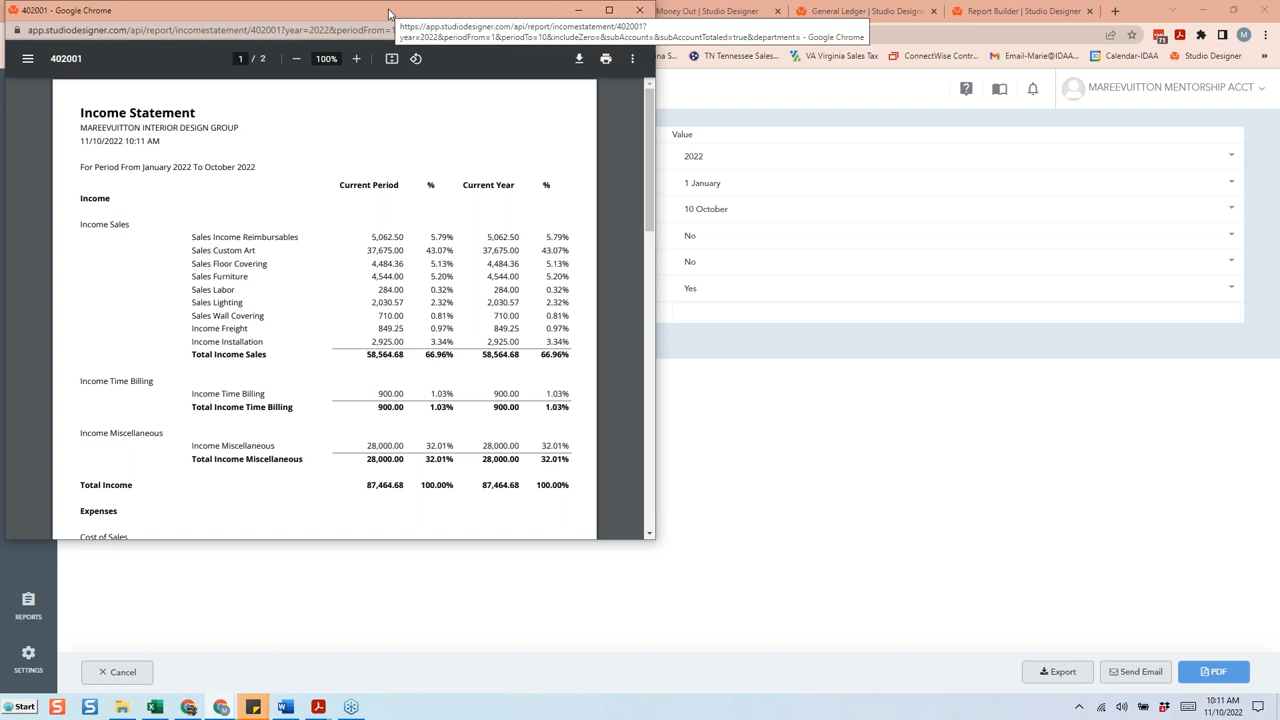 402001 - Google Chrome
Money Out | Studio Designer
General Ledger | Studio Designer
Report Builder | Studio Designer
app.studiodesigner.com/api/report/incomestatement/402001?year=2022&periodFrom=
https://app.studiodesigner.com/api/report/incomestatement/402001?
year=2022&periodFrom=1&periodTo=10&includeZero=&subAccount=&subAccountTotaled=true&department= - Google Chrome
Transactions
VA Virginia Sales Tax
ConnectWise Control
Email-Marie@IDAA...
Calendar-IDAA
Studio Designer
402001
1 / 2
100%
MAREEVUITTON MENTORSHIP ACCT
Income Statement
MAREEVUITTON INTERIOR DESIGN GROUP
11/10/2022 10:11 AM
For Period From January 2022 To October 2022
Current Period % Current Year %
Income
Income Sales
Sales Income Reimbursables 5,062.50 5.79% 5,062.50 5.79%
Sales Custom Art 37,675.00 43.07% 37,675.00 43.07%
Sales Floor Covering 4,484.36 5.13% 4,484.36 5.13%
Sales Furniture 4,544.00 5.20% 4,544.00 5.20%
Sales Labor 284.00 0.32% 284.00 0.32%
Sales Lighting 2,030.57 2.32% 2,030.57 2.32%
Sales Wall Covering 710.00 0.81% 710.00 0.81%
Income Freight 849.25 0.97% 849.25 0.97%
Income Installation 2,925.00 3.34% 2,925.00 3.34%
Total Income Sales 58,564.68 66.96% 58,564.68 66.96%
Income Time Billing
Income Time Billing 900.00 1.03% 900.00 1.03%
Total Income Time Billing 900.00 1.03% 900.00 1.03%
Income Miscellaneous
Income Miscellaneous 28,000.00 32.01% 28,000.00 32.01%
Total Income Miscellaneous 28,000.00 32.01% 28,000.00 32.01%
Total Income 87,464.68 100.00% 87,464.68 100.00%
Expenses
Cost of Sales
Value
2022
1 January
10 October
No
No
Yes
REPORTS
SETTINGS
Cancel
Export
Send Email
PDF
Start
10:11 AM
11/10/2022